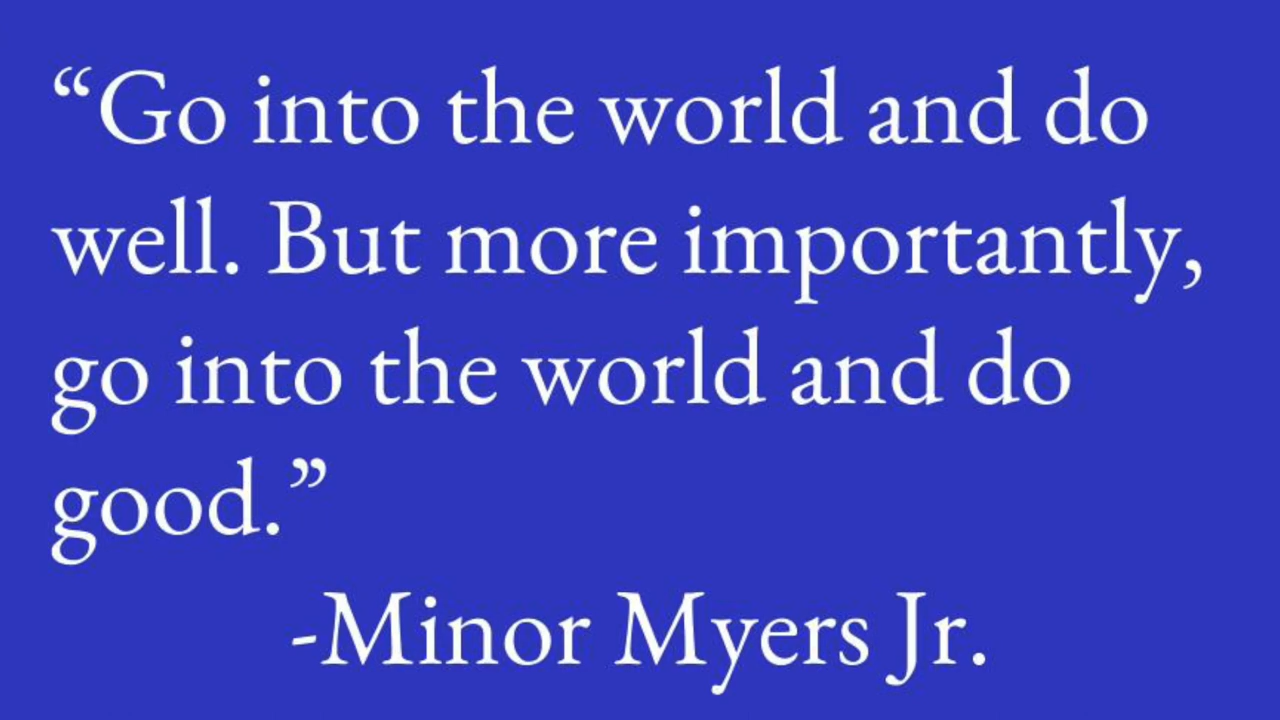 “Go into the world and do
well. But more importantly,
go into the world and do
good.”
-Minor Myers Jr.